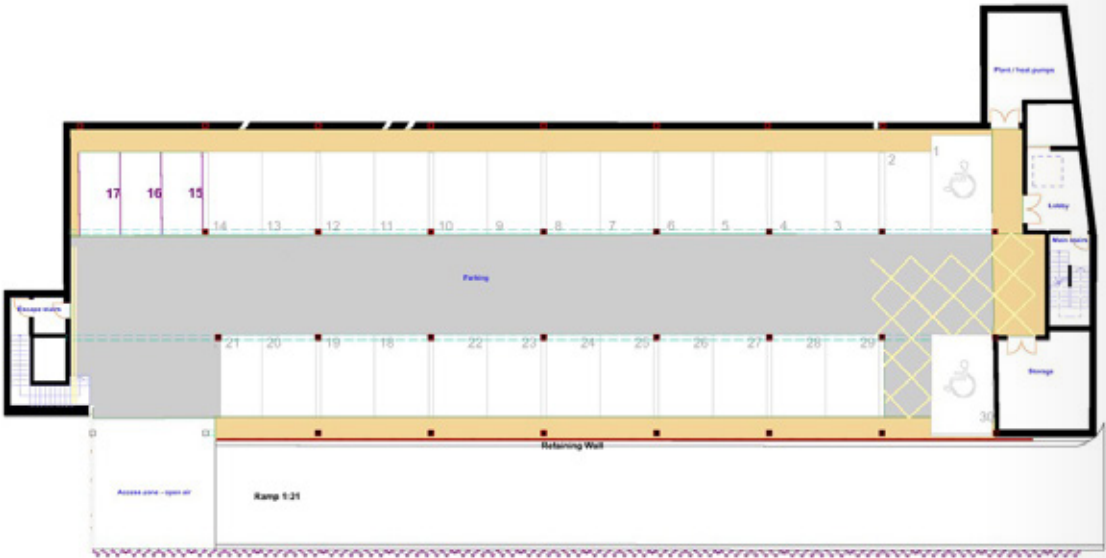 Plant / heat pumps
1
2
17 16 15
Lobby
14 13 12 11 10 9 8 7 6 5 4 3
Main stairs
Parking
Escape stairs
21 20 19 18 22 23 24 25 26 27 28 29
Storage
30
Retaining Wall
Access zone - open air
Ramp 1:21